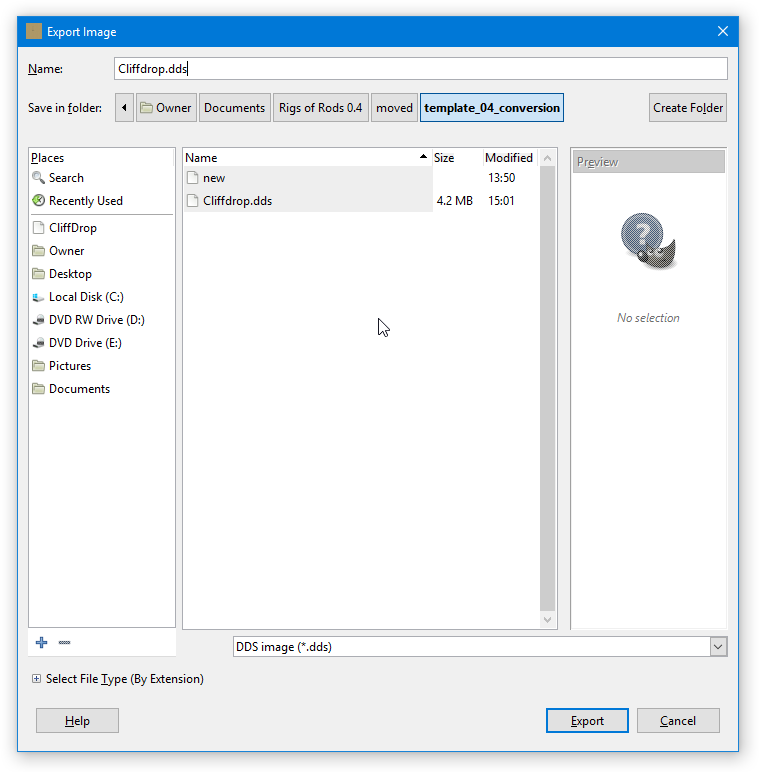 Export Image
Name: Cliffdrop.dds
Save in folder: Owner Documents Rigs of Rods 0.4 moved template_04_conversion Create Folder
Places Name Size Modified Preview
Search new 13:50
Recently Used Cliffdrop.dds 4.2 MB 15:01
CliffDrop
Owner
Desktop
Local Disk (C:)
DVD RW Drive (D:) No selection
DVD Drive (E:)
Pictures
Documents
DDS image (*.dds)
Select File Type (By Extension)
Help Export Cancel